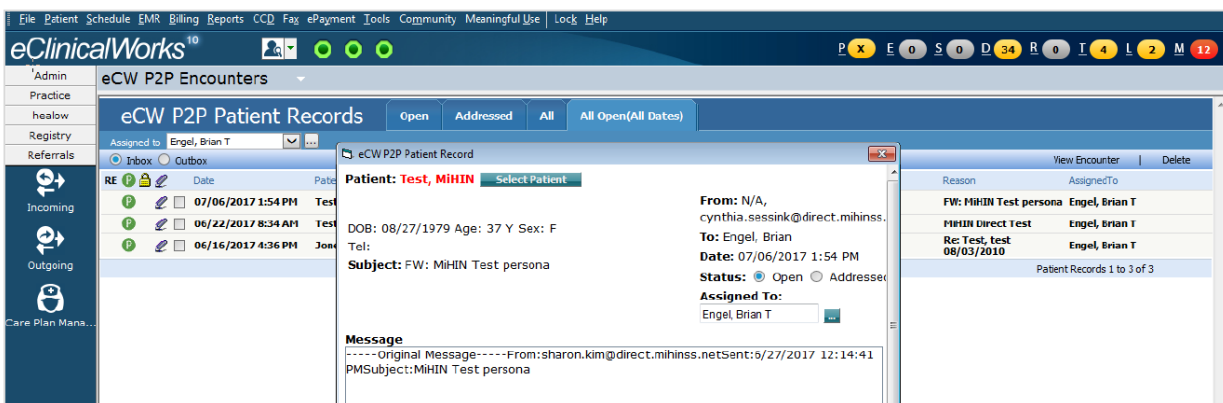 File Patient Schedule EMR Billing Reports CCD Fax ePayment Tools Community Meaningful Use Lock Help
eClinicalWorks 10
P X E 0 S 0 D 34 R 0 T 4 L 2 M 12
Admin
eCW P2P Encounters
Practice
healow
Registry
Referrals
Incoming
Outgoing
Care Plan Mana...
eCW P2P Patient Records
Open Addressed All All Open(All Dates)
Assigned to Engel, Brian T ...
Inbox Outbox
View Encounter | Delete
RE P Date Reason AssignedTo
P 07/06/2017 1:54 PM Test FW: MiHIN Test persona Engel, Brian T
P 06/22/2017 8:34 AM Test MiHIN Direct Test Engel, Brian T
P 06/16/2017 4:36 PM Re: Test, test Engel, Brian T
08/03/2010
Patient Records 1 to 3 of 3
eCW P2P Patient Record
Patient: Test, MiHIN Select Patient
DOB: 08/27/1979 Age: 37 Y Sex: F
Tel:
Subject: FW: MiHIN Test persona
From: N/A,
cynthia.sessink@direct.mihinss.
To: Engel, Brian
Date: 07/06/2017 1:54 PM
Status: Open Addressed
Assigned To:
Engel, Brian T ...
Message
-----Original Message-----From:sharon.kim@direct.mihinss.netSent:6/27/2017 12:14:41
PMSubject:MiHIN Test persona